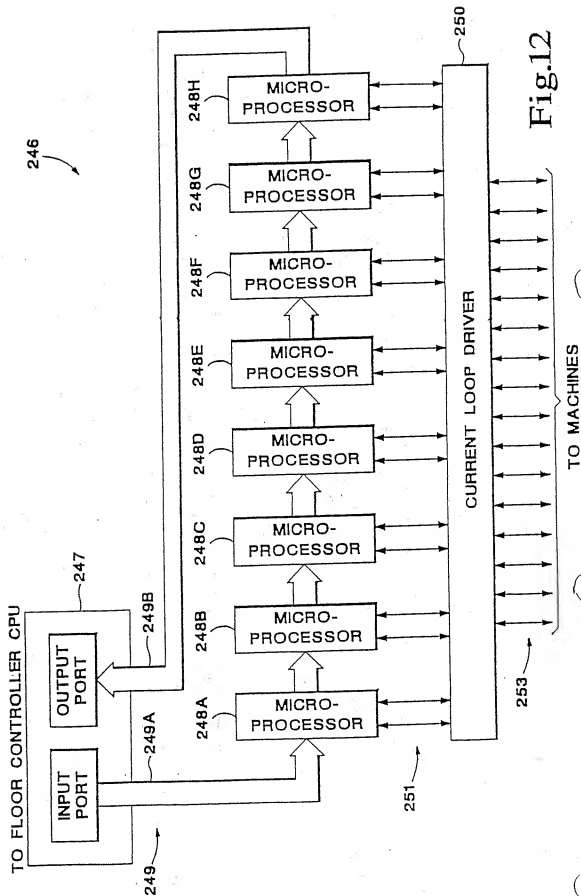 246
TO FLOOR CONTROLLER CPU
247
INPUT
PORT
OUTPUT
PORT
249A
249B
249
248A
MICRO-
PROCESSOR
248B
MICRO-
PROCESSOR
248C
MICRO-
PROCESSOR
248D
MICRO-
PROCESSOR
248E
MICRO-
PROCESSOR
248F
MICRO-
PROCESSOR
248G
MICRO-
PROCESSOR
248H
MICRO-
PROCESSOR
251
250
CURRENT LOOP DRIVER
253
TO MACHINES
Fig.12